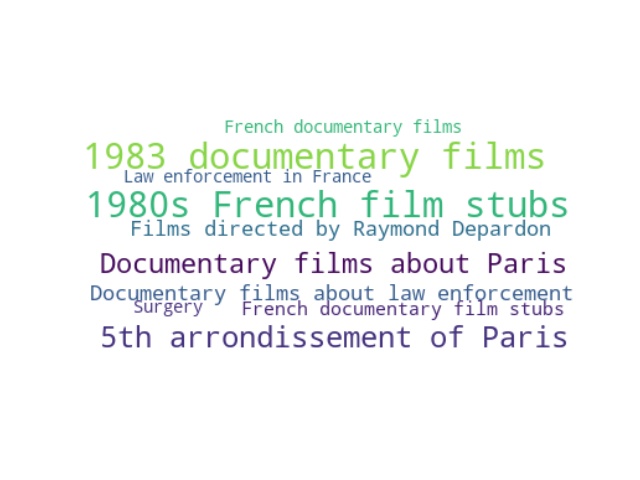 French documentary films
1983 documentary films
Law enforcement in France
1980s French film stubs
Films directed by Raymond Depardon
Documentary films about Paris
Documentary films about law enforcement
Surgery
French documentary film stubs
5th arrondissement of Paris